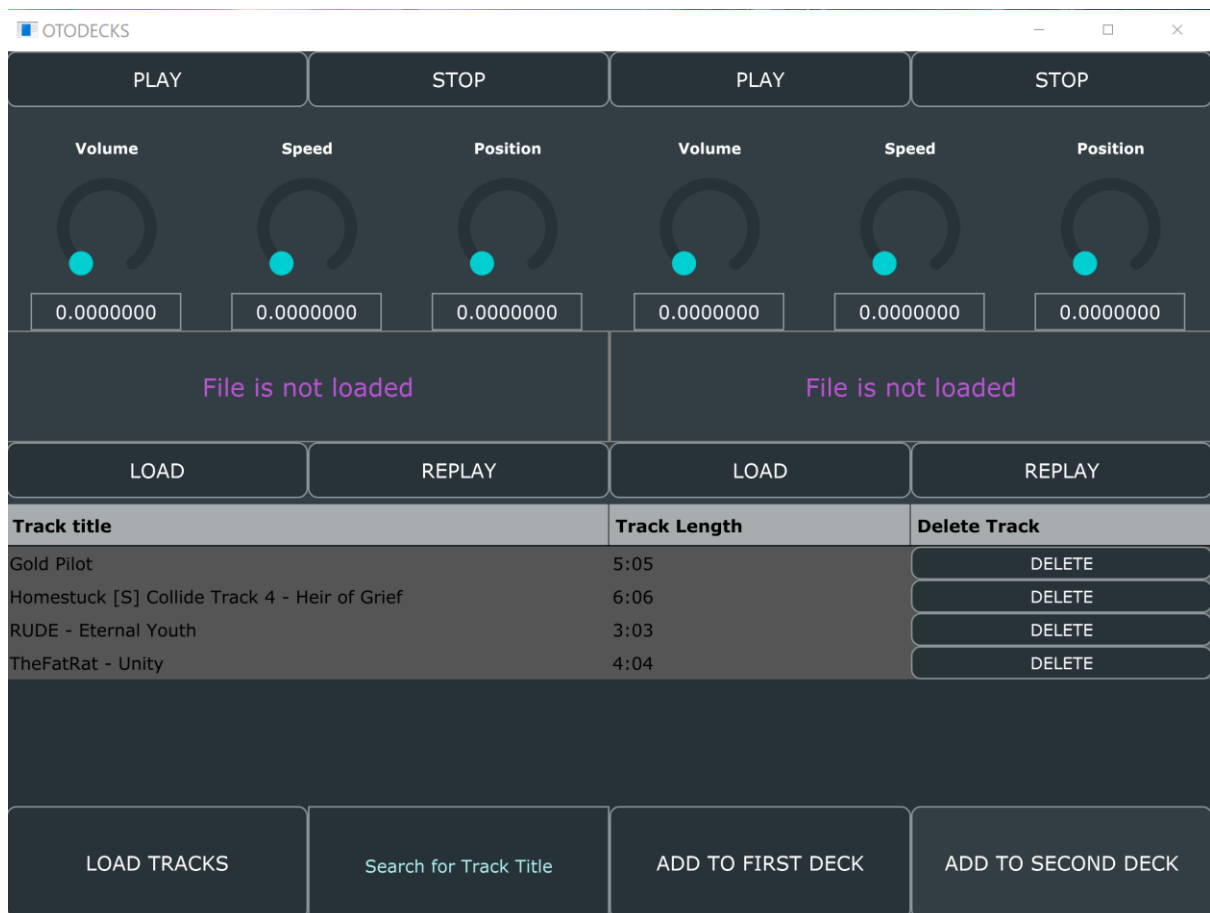 OTODECKS
PLAY STOP PLAY STOP
Volume Speed Position Volume Speed Position
0.0000000 0.0000000 0.0000000 0.0000000 0.0000000 0.0000000
File is not loaded File is not loaded
LOAD REPLAY LOAD REPLAY
Track title Track Length Delete Track
Gold Pilot 5:05 DELETE
Homestuck [S] Collide Track 4 - Heir of Grief 6:06 DELETE
RUDE - Eternal Youth 3:03 DELETE
TheFatRat - Unity 4:04 DELETE
LOAD TRACKS Search for Track Title ADD TO FIRST DECK ADD TO SECOND DECK